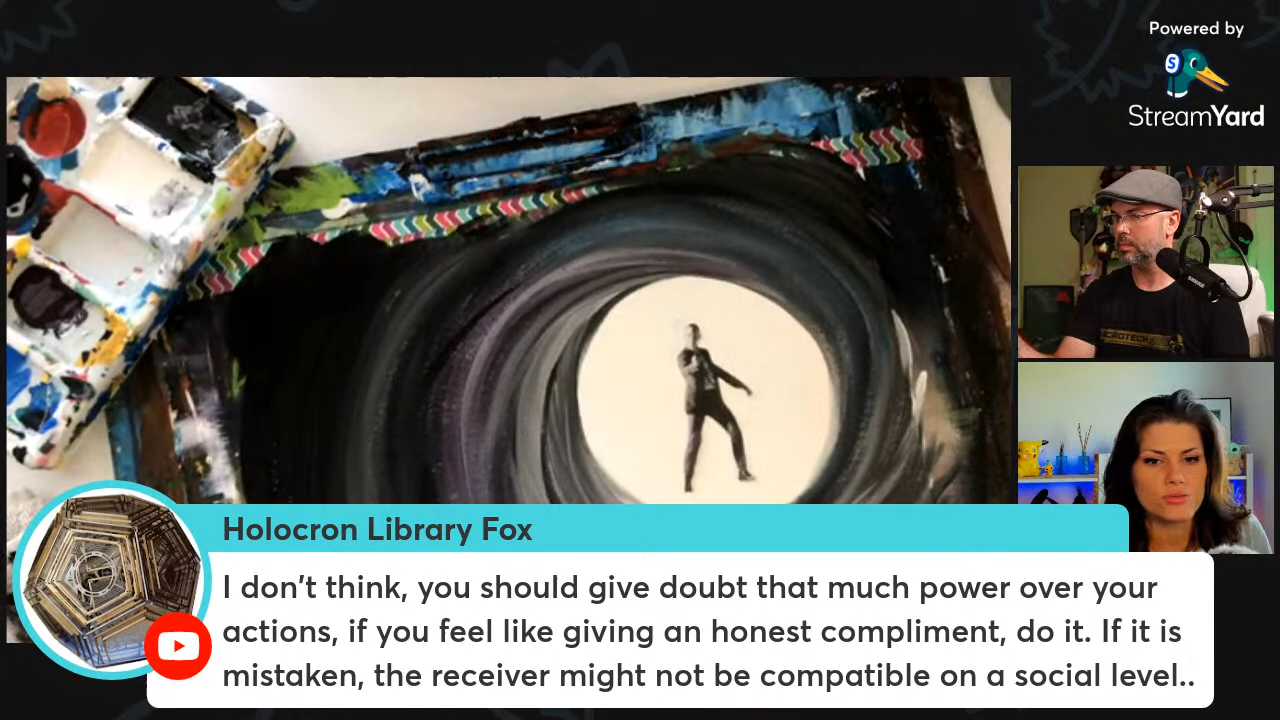 Powered by
StreamYard
Holocron Library Fox
I don't think, you should give doubt that much power over your
actions, if you feel like giving an honest compliment, do it. If it is
mistaken, the receiver might not be compatible on a social level..